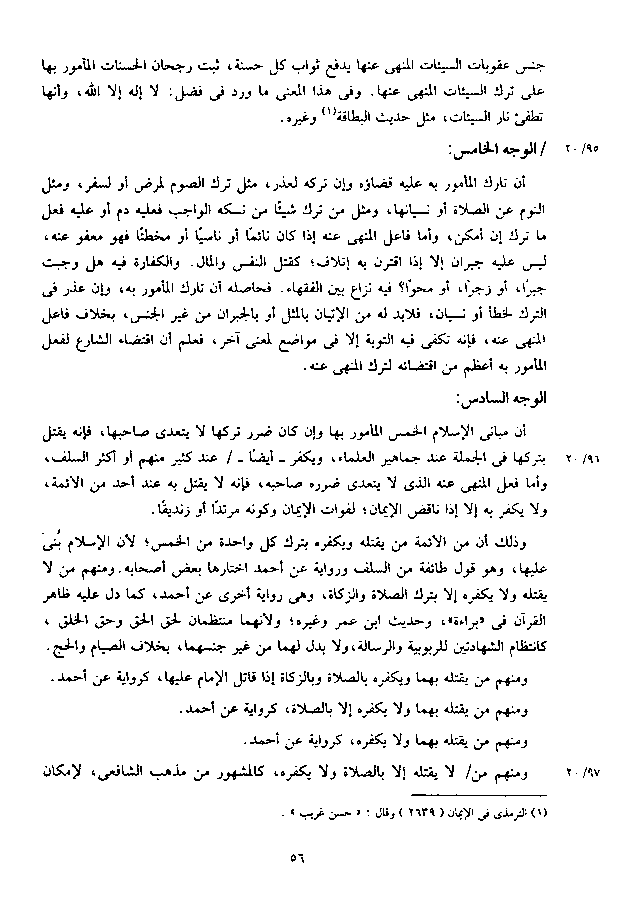 جنس عقوبات السيئات المنهى عنها يدفع ثواب كل حسنة، ثبت رجحان الحسنات المأمور بها
على ترك السيئات المنهى عنها. وفى هذا المعنى ما ورد فى فضل: لا إله إلا الله، وأنها
تطفئ نار السيئات، مثل حديث البطاقة(١) وغيره.
٢٠/٩٥ / الوجه الخامس:
أن تارك المأمور به عليه قضاؤه وإن تركه لعذر، مثل ترك الصوم لمرض أو لسفر، ومثل
النوم عن الصلاة أو نسيانها، ومثل من ترك شيئًا من نسكه الواجب فعليه دم أو عليه فعل
ما ترك إن أمكن، وأما فاعل المنهى عنه إذا كان نائمًا أو ناسيًا أو مخطئًا فهو معفو عنه،
ليس عليه جبران إلا إذا اقترن به إتلاف؛ كقتل النفس والمال. والكفارة فيه هل وجبت
جبرًا، أو زجرًا، أو محوًا؟ فيه نزاع بين الفقهاء. فحاصله أن تارك المأمور به، وإن عذر فى
الترك لخطأ أو نسيان، فلابد له من الإتيان بالمثل أو بالجبران من غير الجنس، بخلاف فاعل
المنهى عنه، فإنه تكفى فيه التوبة إلا فى مواضع لمعنى آخر، فعلم أن اقتضاء الشارع لفعل
المأمور به أعظم من اقتضائه لترك المنهى عنه.
الوجه السادس:
أن مبانى الإسلام الخمس المأمور بها وإن كان ضرر تركها لا يتعدى صاحبها، فإنه يقتل
٢٠/٩٦ بتركها فى الجملة عند جماهير العلماء، ويكفر ـ أيضًا ـ / عند كثير منهم أو أكثر السلف،
وأما فعل المنهى عنه الذى لا يتعدى ضرره صاحبه، فإنه لا يقتل به عند أحد من الأئمة،
ولا يكفر به إلا إذا ناقض الإيمان؛ لفوات الإيمان وكونه مرتدًا أو زنديقًا.
وذلك أن من الأئمة من يقتله ويكفره بترك كل واحدة من الخمس؛ لأن الإسلام بُنىَ
عليها، وهو قول طائفة من السلف ورواية عن أحمد اختارها بعض أصحابه. ومنهم من لا
يقتله ولا يكفره إلا بترك الصلاة والزكاة، وهى رواية أخرى عن أحمد، كما دل عليه ظاهر
القرآن فى «براءة»، وحديث ابن عمر وغيره؛ ولأنهما منتظمان لحق الحق وحق الخلق ،
كانتظام الشهادتين للربوبية والرسالة، ولا بدل لهما من غير جنسهما، بخلاف الصيام والحج.
ومنهم من يقتله بهما ويكفره بالصلاة وبالزكاة إذا قاتل الإمام عليها، كرواية عن أحمد.
ومنهم من يقتله بهما ولا يكفره إلا بالصلاة، كرواية عن أحمد.
ومنهم من يقتله بهما ولا يكفره، كرواية عن أحمد.
٢٠/٩٧ ومنهم من/ لا يقتله إلا بالصلاة ولا يكفره، كالمشهور من مذهب الشافعى، لإمكان
(١) الترمذى فى الإيمان ( ٢٦٣٩ ) وقال : « حسن غريب » .
٥٦